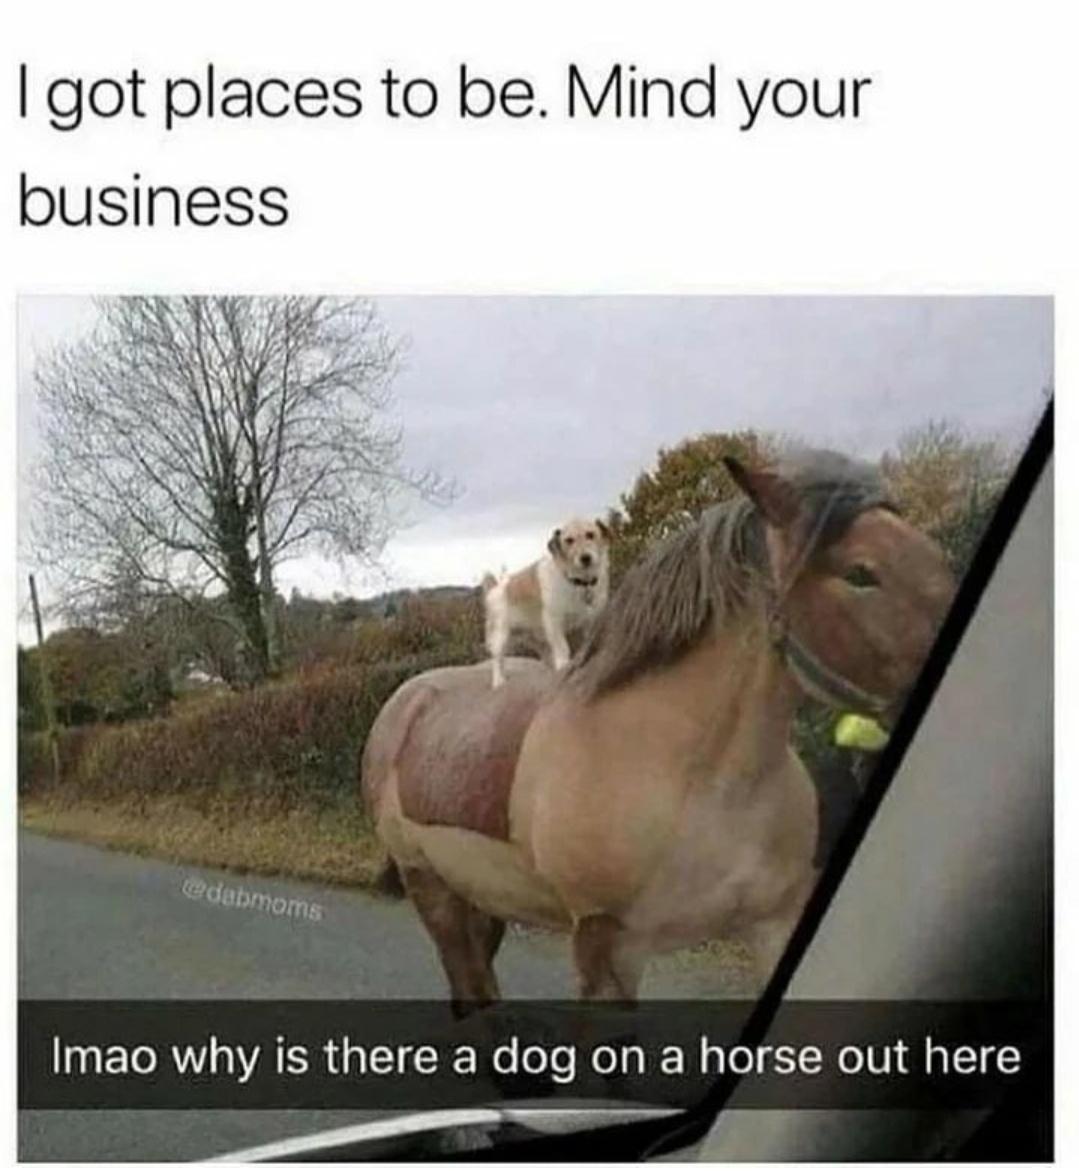 I got places to be. Mind your
business
@dabmoms
lmao why is there a dog on a horse out here